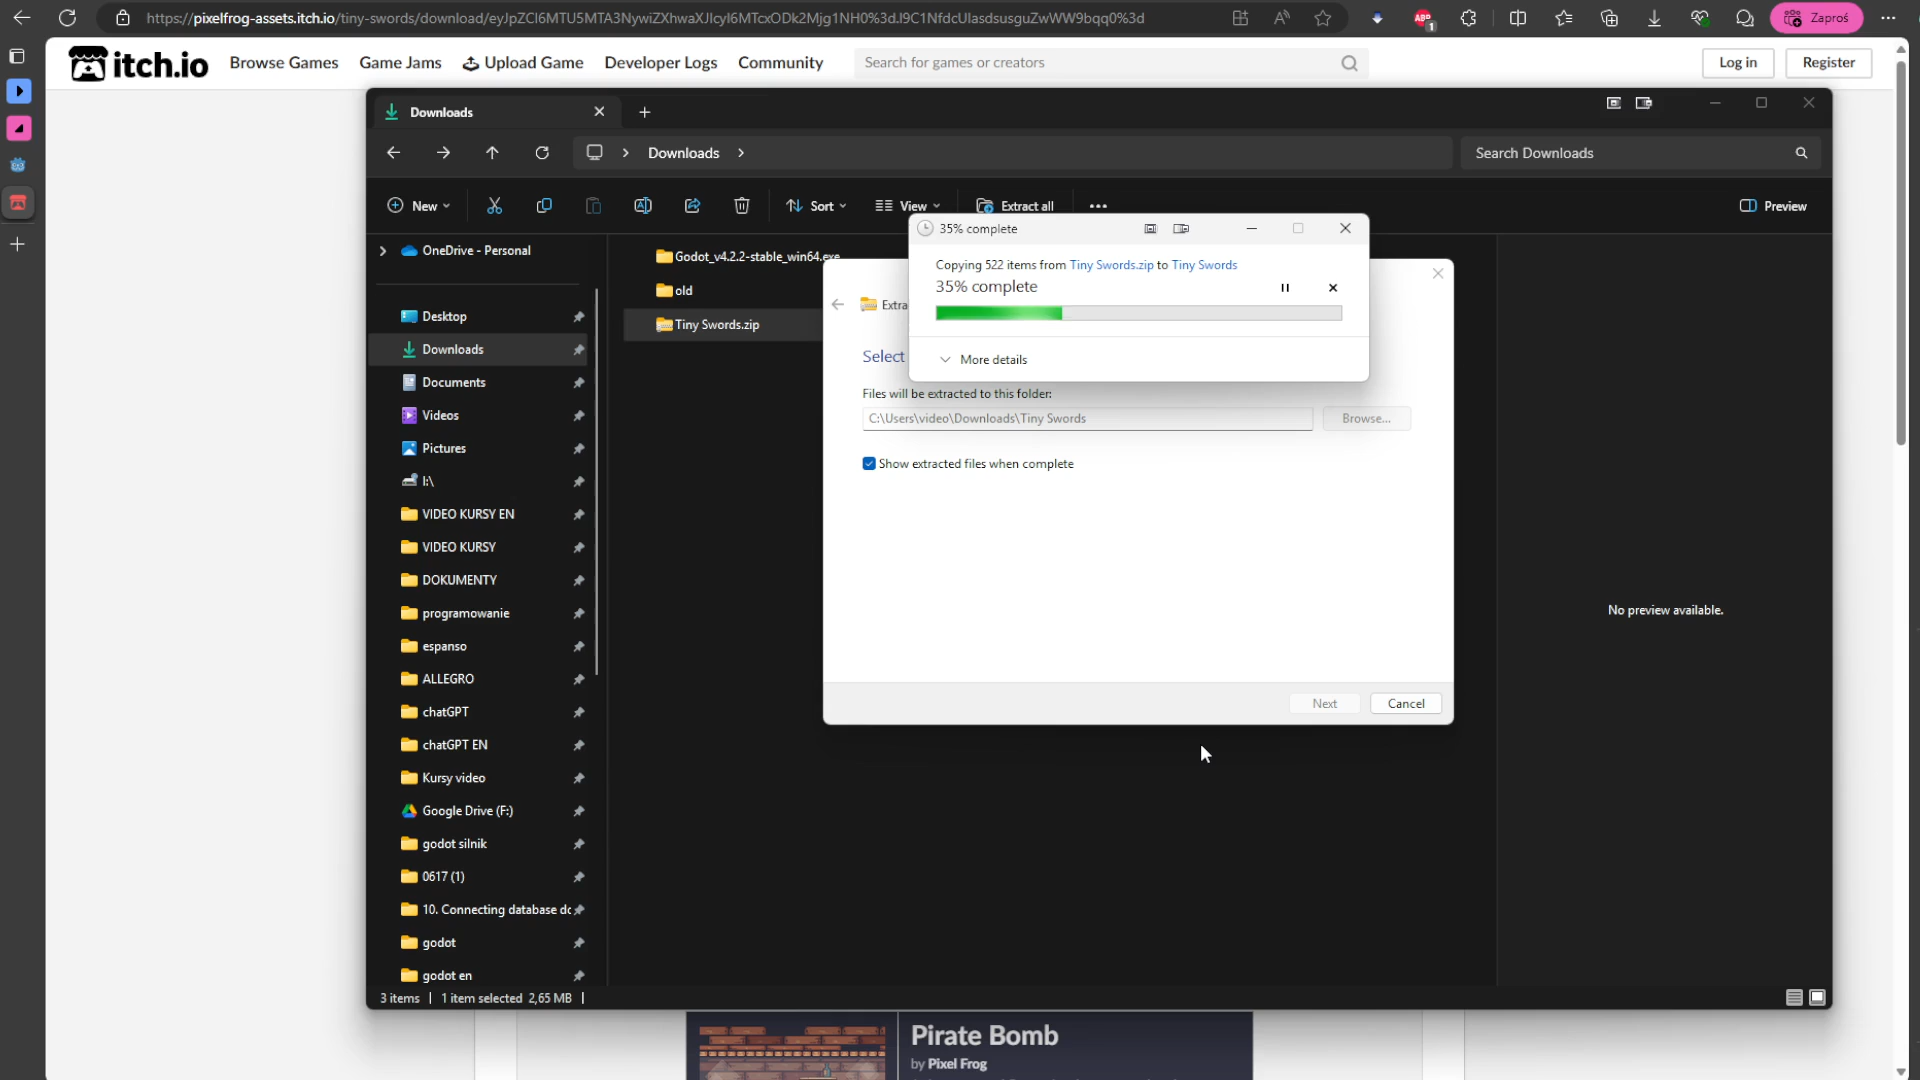 https://pixelfrog-assets.itch.io/tiny-swords/download/eyJpZCI6MTU5MTA3NywiZXhwaXJlcyI6MTcxODk2Mjg1NH0%3d.l9C1NfdcUlasdsusguZwWW9bqq0%3d
ABP 1
Zaproś
itch.io
Browse Games
Game Jams
Upload Game
Developer Logs
Community
Search for games or creators
Log in
Register
Downloads
Downloads
Search Downloads
New
Sort
View
Extract all
Preview
OneDrive - Personal
Desktop
Downloads
Documents
Videos
Pictures
I:\
VIDEO KURSY EN
VIDEO KURSY
DOKUMENTY
programowanie
espanso
ALLEGRO
chatGPT
chatGPT EN
Kursy video
Google Drive (F:)
godot silnik
0617 (1)
10. Connecting database
godot
godot en
Godot_v4.2.2-stable_win64.exe
old
Tiny Swords.zip
35% complete
Copying 522 items from Tiny Swords.zip to Tiny Swords
35% complete
More details
Extra
Select
Files will be extracted to this folder:
C:\Users\video\Downloads\Tiny Swords
Browse...
Show extracted files when complete
Next
Cancel
No preview available.
3 items
1 item selected 2,65 MB
Pirate Bomb
by Pixel Frog